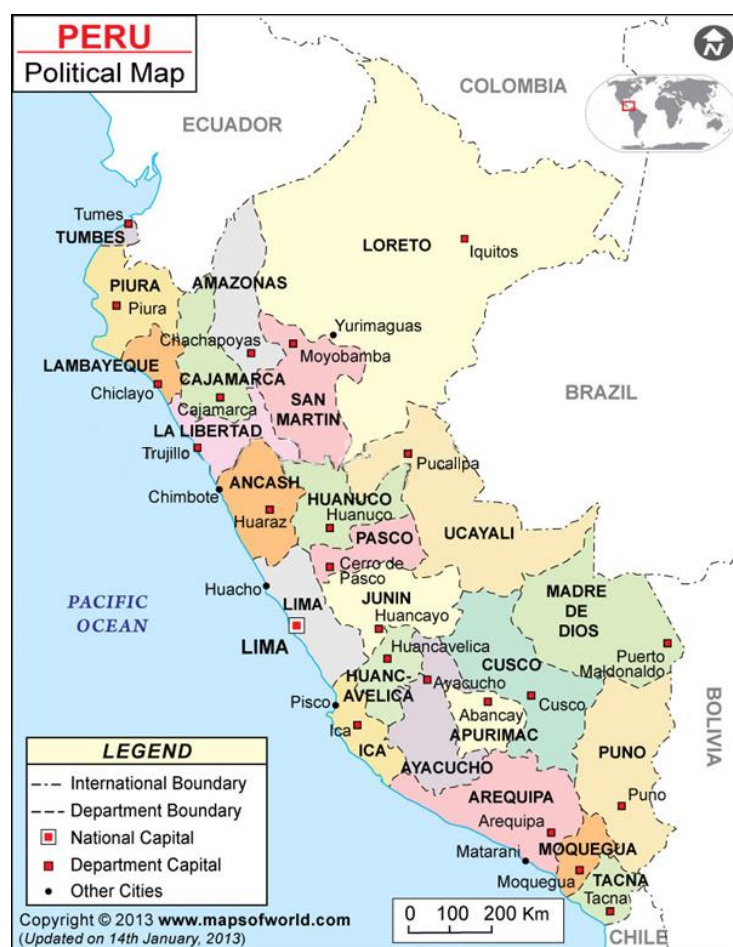 PERU
Political Map
N
COLOMBIA
ECUADOR
Tumes
TUMBES
LORETO
Iquitos
PIURA
Piura
AMAZONAS
Yurimaguas
Chachapoyas
Moyobamba
LAMBAYEQUE
CAJAMARCA
Chiclayo
Cajamarca
SAN
MARTIN
BRAZIL
LA LIBERTAD
Trujillo
Pucallpa
ANCASH
Chimbote
HUANUCO
Huanuco
Huaraz
UCAYALI
PASCO
Cerro de
Pasco
Huacho
LIMA
JUNIN
MADRE
DE
DIOS
PACIFIC
OCEAN
Huancayo
LIMA
Huancavelica
Puerto
Maldonaldo
CUSCO
HUANC-
AVELICA
Ayacucho
Cusco
Pisco
Abancay
APURIMAC
Ica
ICA
BOLIVIA
PUNO
AYACUCHO
AREQUIPA
Puno
Arequipa
MOQUEGUA
Matarani
Moquegua
TACNA
Tacna
CHILE
LEGEND
International Boundary
Department Boundary
National Capital
Department Capital
Other Cities
0 100 200 Km
Copyright © 2013 www.mapsofworld.com
(Updated on 14th January, 2013)